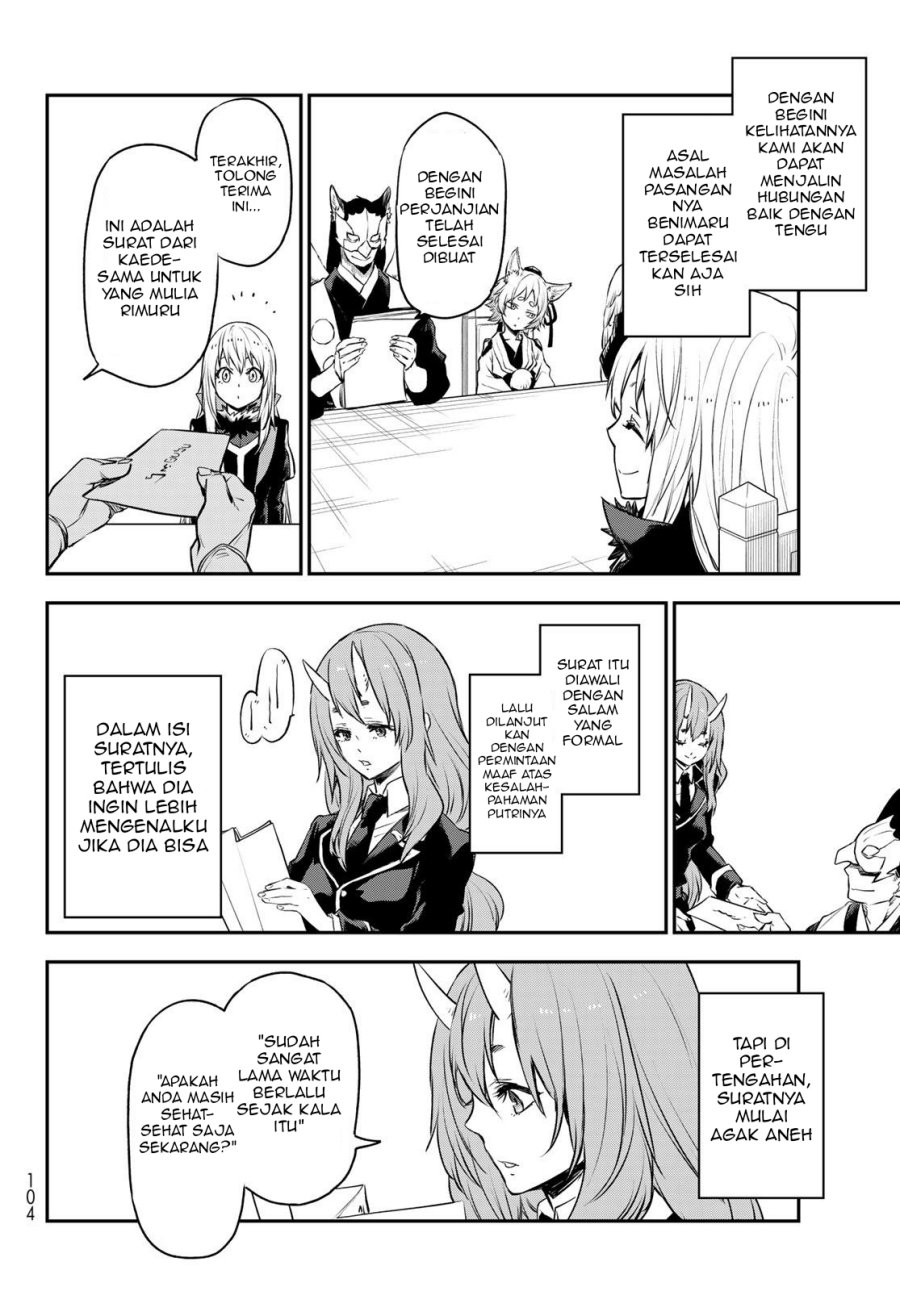 DENGAN
BEGINI
KELIHATANNYA
KAMI AKAN
DAPAT
MENJALIN
HUBUNGAN
BAIK DENGAN
TENGU
ASAL
MASALAH
PASANGAN
NYA
BENIMARU
DAPAT
TERSELESAI
KAN AJA
SIH
DENGAN
BEGINI
PERJANJIAN
TELAH
SELESAI
DIBUAT
TERAKHIR,
TOLONG
TERIMA
INI...
INI ADALAH
SURAT DARI
KAEDE-
SAMA UNTUK
YANG MULIA
RIMURU
SURAT ITU
DIAWALI
DENGAN
SALAM
YANG
FORMAL
LALU
DILANJUT
KAN
DENGAN
PERMINTAAN
MAAF ATAS
KESALAH-
PAHAMAN
PUTRINYA
DALAM ISI
SURATNYA,
TERTULIS
BAHWA DIA
INGIN LEBIH
MENGENALKU
JIKA DIA BISA
TAPI DI
PER-
TENGAHAN,
SURATNYA
MULAI
AGAK ANEH
"SUDAH
SANGAT
LAMA WAKTU
BERLALU
SEJAK KALA
ITU"
"APAKAH
ANDA MASIH
SEHAT-
SEHAT SAJA
SEKARANG?"
104